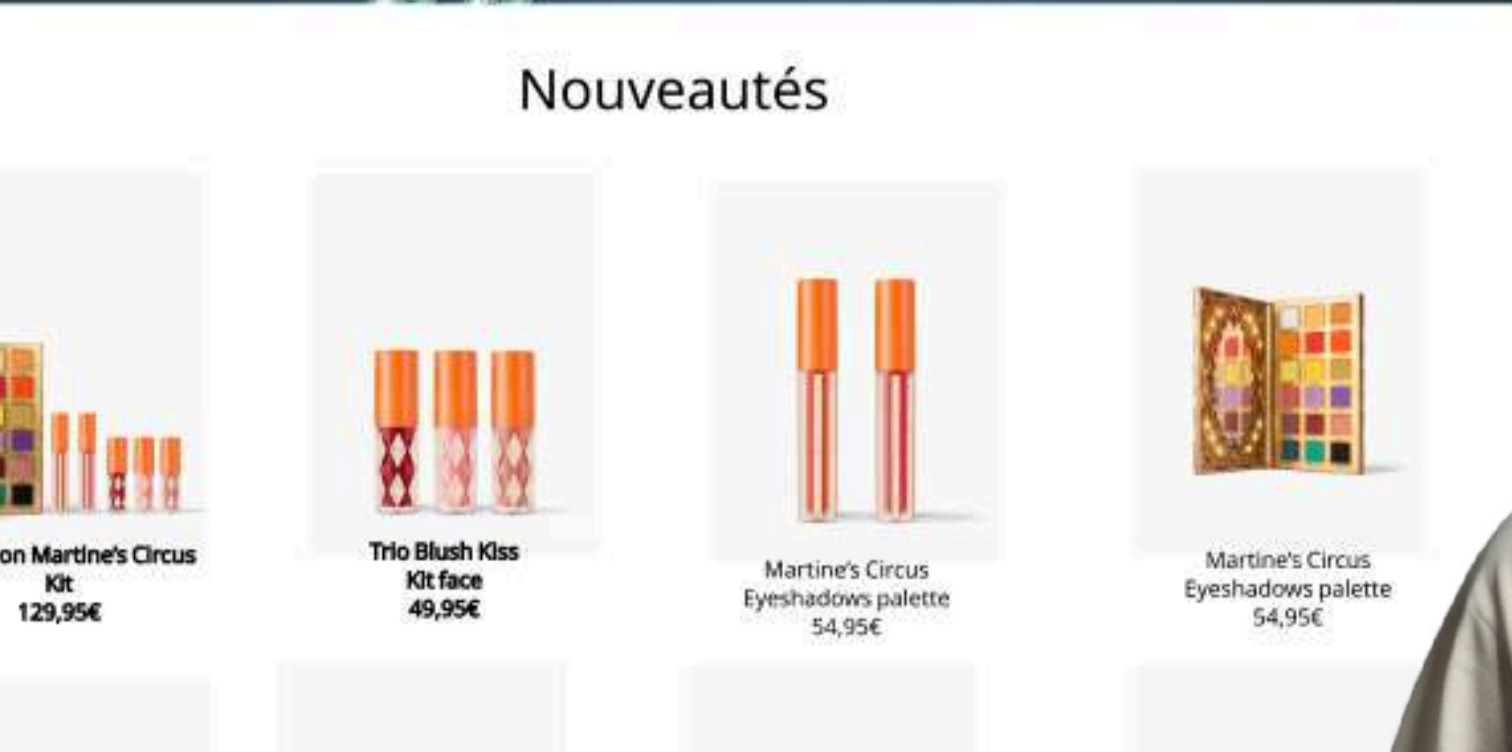 Nouveautés
on Martine's Circus
Kit
129,95€
Trio Blush Kiss
Kit face
49,95€
Martine's Circus
Eyeshadows palette
54,95€
Martine's Circus
Eyeshadows palette
54,95€